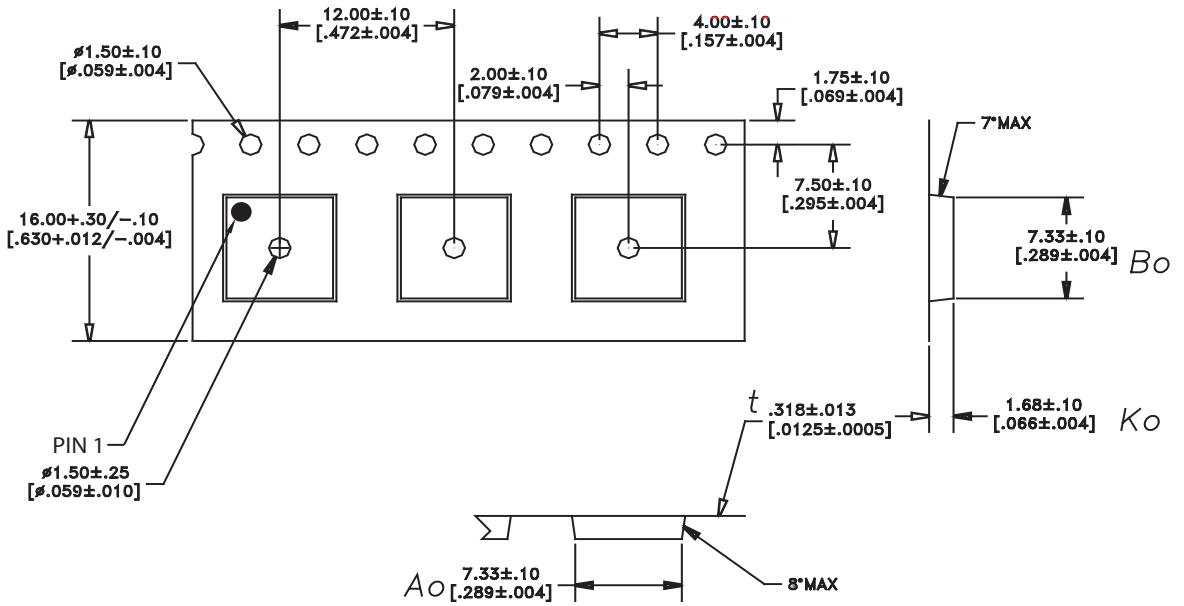 12.00±.10
[.472±.004]
4.00±.10
[.157±.004]
ø1.50±.10
[ø.059±.004]
2.00±.10
[.079±.004]
1.75±.10
[.069±.004]
7°MAX
7.50±.10
[.295±.004]
16.00+.30/-.10
[.630+.012/-.004]
7.33±.10
[.289±.004]
Bo
t
.318±.013
[.0125±.0005]
1.68±.10
[.066±.004]
Ko
PIN 1
ø1.50±.25
[ø.059±.010]
Ao
7.33±.10
[.289±.004]
8°MAX